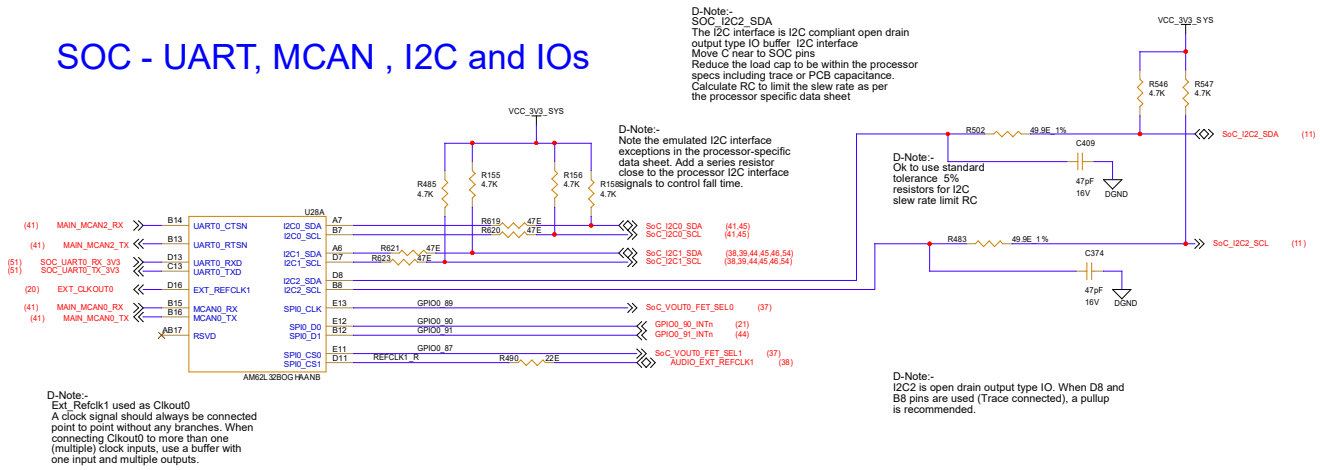 SOC - UART, MCAN , I2C and IOs
D-Note:-
SOC_I2C2_SDA
The I2C interface is I2C compliant open drain
output type IO buffer I2C interface
Move C near to SOC pins
Reduce the load cap to be within the processor
specs including trace or PCB capacitance.
Calculate RC to limit the slew rate as per
the processor specific data sheet
VCC_3V3_SYS
R546
4.7K
R547
4.7K
VCC_3V3_SYS
D-Note:-
Note the emulated I2C interface
exceptions in the processor-specific
data sheet. Add a series resistor
close to the processor I2C interface
signals to control fall time.
R485
4.7K
R155
4.7K
R156
4.7K
R158
4.7K
R502 49.9E_1%
SoC_I2C2_SDA (11)
C409
47pF
16V
DGND
D-Note:-
Ok to use standard
tolerance 5%
resistors for I2C
slew rate limit RC
R483 49.9E_1%
SoC_I2C2_SCL (11)
C374
47pF
16V
DGND
U28A
(41) MAIN_MCAN2_RX B14 UART0_CTSN
(41) MAIN_MCAN2_TX B13 UART0_RTSN
(51) SOC_UART0_RX_3V3 D13 UART0_RXD
(51) SOC_UART0_TX_3V3 C13 UART0_TXD
(20) EXT_CLKOUT0 D16 EXT_REFCLK1
(41) MAIN_MCAN0_RX B15 MCAN0_RX
(41) MAIN_MCAN0_TX B16 MCAN0_TX
AB17 RSVD
I2C0_SDA A7 R619 47E SoC_I2C0_SDA (41,45)
I2C0_SCL B7 R620 47E SoC_I2C0_SCL (41,45)
I2C1_SDA A6 R621 47E SoC_I2C1_SDA (38,39,44,45,46,54)
I2C1_SCL D7 R623 47E SoC_I2C1_SCL (38,39,44,45,46,54)
I2C2_SDA D8
I2C2_SCL B8
SPI0_CLK E13 GPIO0_89 SoC_VOUT0_FET_SEL0 (37)
SPI0_D0 E12 GPIO0_90 GPIO0_90_INTn (21)
SPI0_D1 B12 GPIO0_91 GPIO0_91_INTn (44)
SPI0_CS0 E11 GPIO0_87 SoC_VOUT0_FET_SEL1 (37)
SPI0_CS1 D11 REFCLK1_R R490 22E AUDIO_EXT_REFCLK1 (38)
AM62L32BOGHAANB
D-Note:-
Ext_Refclk1 used as Clkout0
A clock signal should always be connected
point to point without any branches. When
connecting Clkout0 to more than one
(multiple) clock inputs, use a buffer with
one input and multiple outputs.
D-Note:-
I2C2 is open drain output type IO. When D8 and
B8 pins are used (Trace connected), a pullup
is recommended.